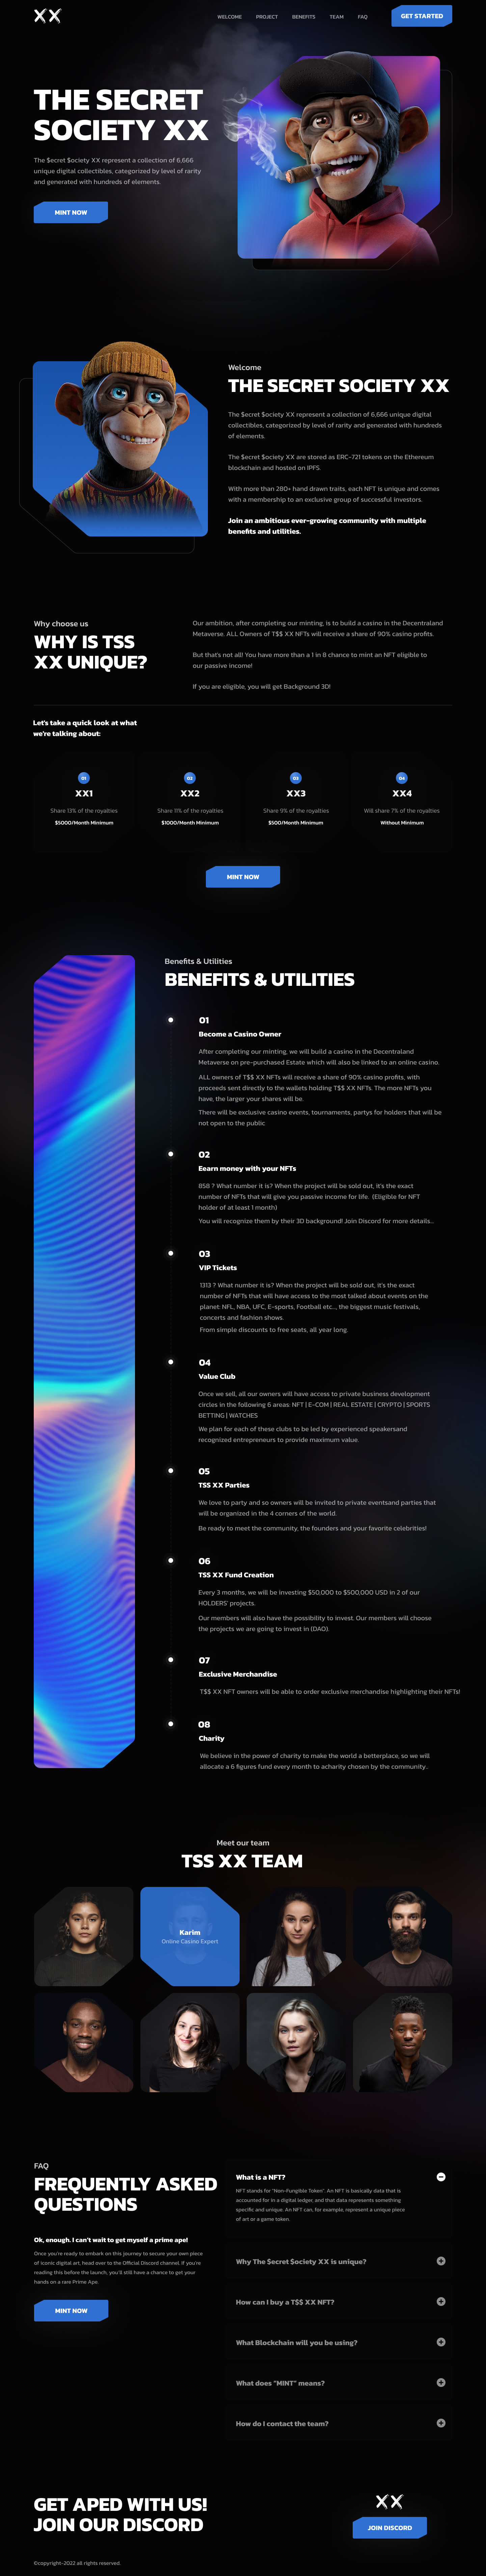 XX
WELCOME PROJECT BENEFITS TEAM FAQ
GET STARTED
THE SECRET
SOCIETY XX
The $ecret $ociety XX represent a collection of 6,666
unique digital collectibles, categorized by level of rarity
and generated with hundreds of elements.
MINT NOW
Welcome
THE SECRET SOCIETY XX
The $ecret $ociety XX represent a collection of 6,666 unique digital
collectibles, categorized by level of rarity and generated with hundreds
of elements.
The $ecret $ociety XX are stored as ERC-721 tokens on the Ethereum
blockchain and hosted on IPFS.
With more than 280+ hand drawn traits, each NFT is unique and comes
with a membership to an exclusive group of successful investors.
Join an ambitious ever-growing community with multiple
benefits and utilities.
Why choose us
WHY IS TSS
XX UNIQUE?
Our ambition, after completing our minting, is to build a casino in the Decentraland
Metaverse. ALL Owners of T$$ XX NFTs will receive a share of 90% casino profits.
But that's not all! You have more than a 1 in 8 chance to mint an NFT eligible to
our passive income!
If you are eligible, you will get Background 3D!
Let's take a quick look at what
we're talking about:
01
XX1
Share 13% of the royalties
$5000/Month Minimum
02
XX2
Share 11% of the royalties
$1000/Month Minimum
03
XX3
Share 9% of the royalties
$500/Month Minimum
04
XX4
Will share 7% of the royalties
Without Minimum
MINT NOW
Benefits & Utilities
BENEFITS & UTILITIES
01
Become a Casino Owner
After completing our minting, we will build a casino in the Decentraland
Metaverse on pre-purchased Estate which will also be linked to an online casino;
ALL owners of T$$ XX NFTs will receive a share of 90% casino profits, with
proceeds sent directly to the wallets holding T$$ XX NFTs. The more NFTs you
have, the larger your shares will be.
There will be exclusive casino events, tournaments, partys for holders that will be
not open to the public
02
Eearn money with your NFTs
858 ? What number it is? When the project will be sold out, it's the exact
number of NFTs that will give you passive income for life. (Eligible for NFT
holder of at least 1 month)
You will recognize them by their 3D background! Join Discord for more details...
03
VIP Tickets
1313 ? What number it is? When the project will be sold out, it's the exact
number of NFTs that will have access to the most talked about events on the
planet: NFL, NBA, UFC, E-sports, Football etc..., the biggest music festivals,
concerts and fashion shows.
From simple discounts to free seats, all year long.
04
Value Club
Once we sell, all our owners will have access to private business development
circles in the following 6 areas: NFT | E-COM | REAL ESTATE | CRYPTO | SPORTS
BETTING | WATCHES
We plan for each of these clubs to be led by experienced speakersand
recognized entrepreneurs to provide maximum value.
05
TSS XX Parties
We love to party and so owners will be invited to private eventsand parties that
will be organized in the 4 corners of the world.
Be ready to meet the community, the founders and your favorite celebrities!
06
TSS XX Fund Creation
Every 3 months, we will be investing $50,000 to $500,000 USD in 2 of our
HOLDERS' projects.
Our members will also have the possibility to invest. Our members will choose
the projects we are going to invest in (DAO).
07
Exclusive Merchandise
T$$ XX NFT owners will be able to order exclusive merchandise highlighting their NFTs!
08
Charity
We believe in the power of charity to make the world a betterplace, so we will
allocate a 6 figures fund every month to acharity chosen by the community..
Meet our team
TSS XX TEAM
Karim
Online Casino Expert
FAQ
FREQUENTLY ASKED
QUESTIONS
Ok, enough. I can't wait to get myself a prime ape!
Once you're ready to embark on this journey to secure your own piece
of iconic digital art, head over to the Official Discord channel. If you're
reading this before the launch, you'll still have a chance to get your
hands on a rare Prime Ape.
MINT NOW
What is a NFT?
NFT stands for "Non-Fungible Token". An NFT is basically data that is
accounted for in a digital ledger, and that data represents something
specific and unique. An NFT can, for example, represent a unique piece
of art or a game token.
Why The $ecret $ociety XX is unique?
How can I buy a T$$ XX NFT?
What Blockchain will you be using?
What does "MINT" means?
How do I contact the team?
GET APED WITH US!
JOIN OUR DISCORD
XX
JOIN DISCORD
©copyright-2022 all rights reserved